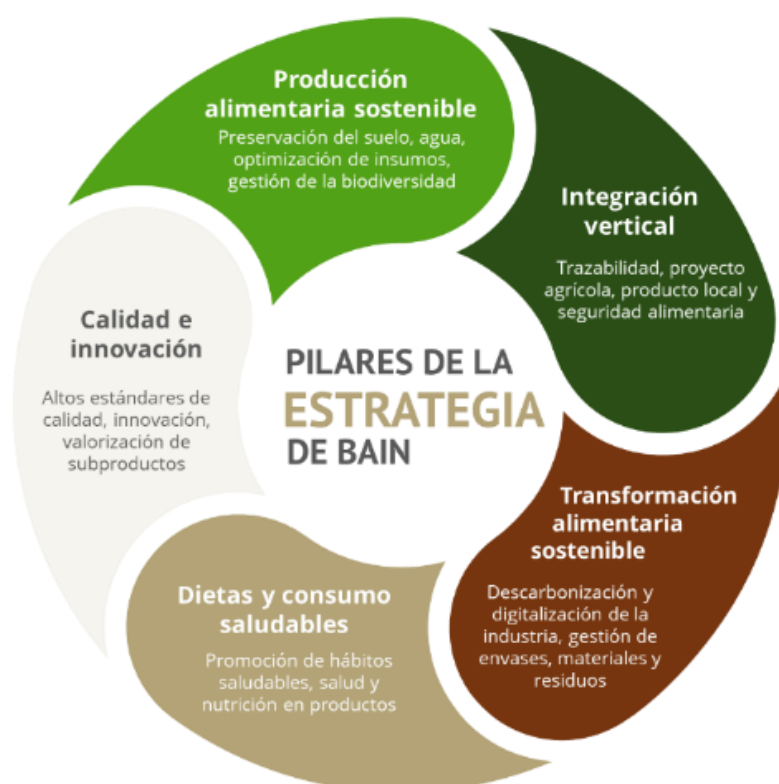 Producción
alimentaria sostenible
Preservación del suelo, agua,
optimización de insumos,
gestión de la biodiversidad
Integración
vertical
Trazabilidad, proyecto
agrícola, producto local y
seguridad alimentaria
Transformación
alimentaria
sostenible
Descarbonización y
digitalización de la
industria, gestión de
envases, materiales y
residuos
Dietas y consumo
saludables
Promoción de hábitos
saludables, salud y
nutrición en productos
Calidad e
innovación
Altos estándares de
calidad, innovación,
valorización de
subproductos
PILARES DE LA
ESTRATEGIA
DE BAIN